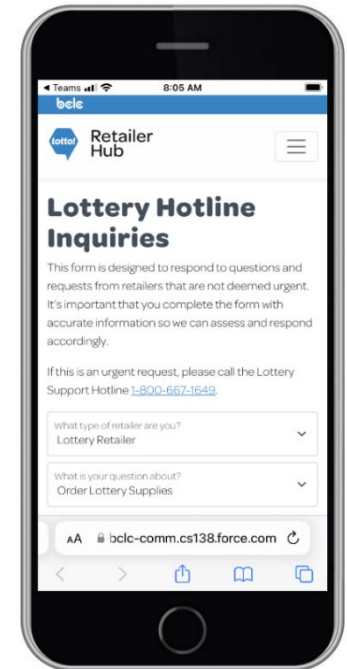 Teams 8:05 AM
bclc
lotto!
Retailer
Hub
Lottery Hotline
Inquiries
This form is designed to respond to questions and
requests from retailers that are not deemed urgent.
It's important that you complete the form with
accurate information so we can assess and respond
accordingly.
If this is an urgent request, please call the Lottery
Support Hotline 1-800-667-1649.
What type of retailer are you?
Lottery Retailer
What is your question about?
Order Lottery Supplies
AA bclc-comm.cs138.force.com